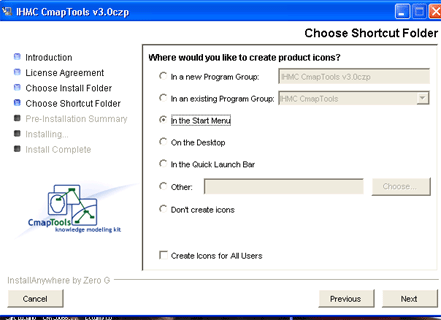 IHMC CmapTools v3.0czp
Choose Shortcut Folder
Introduction
License Agreement
Choose Install Folder
Choose Shortcut Folder
Pre-Installation Summary
Installing...
Install Complete
CmapTools
knowledge modeling kit
Where would you like to create product icons?
In a new Program Group: IHMC CmapTools v3.0czp
In an existing Program Group: IHMC CmapTools
In the Start Menu
On the Desktop
In the Quick Launch Bar
Other: Choose...
Don't create icons
Create Icons for All Users
InstallAnywhere by Zero G
Cancel Previous Next